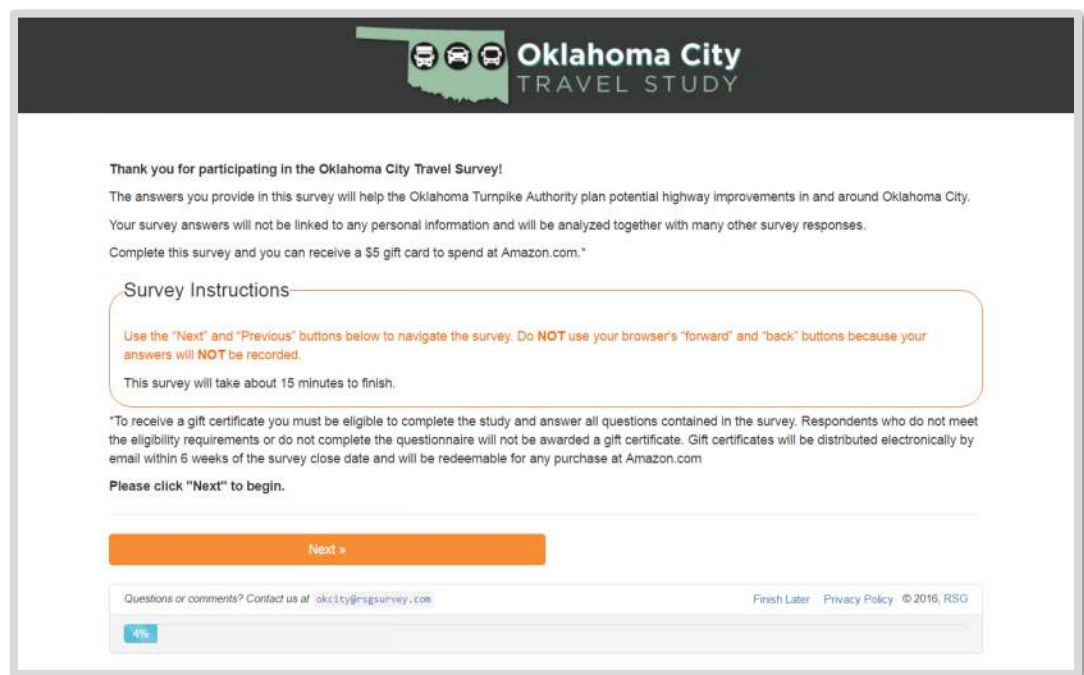 Oklahoma City
TRAVEL STUDY
Thank you for participating in the Oklahoma City Travel Survey!
The answers you provide in this survey will help the Oklahoma Turnpike Authority plan potential highway improvements in and around Oklahoma City.
Your survey answers will not be linked to any personal information and will be analyzed together with many other survey responses.
Complete this survey and you can receive a $5 gift card to spend at Amazon.com.*
Survey Instructions
Use the "Next" and "Previous" buttons below to navigate the survey. Do NOT use your browser's "forward" and "back" buttons because your
answers will NOT be recorded.
This survey will take about 15 minutes to finish.
*To receive a gift certificate you must be eligible to complete the study and answer all questions contained in the survey. Respondents who do not meet
the eligibility requirements or do not complete the questionnaire will not be awarded a gift certificate. Gift certificates will be distributed electronically by
email within 6 weeks of the survey close date and will be redeemable for any purchase at Amazon.com
Please click "Next" to begin.
Next »
Questions or comments? Contact us at okcity@rsgsurvey.com Finish Later Privacy Policy © 2016, RSG
4%